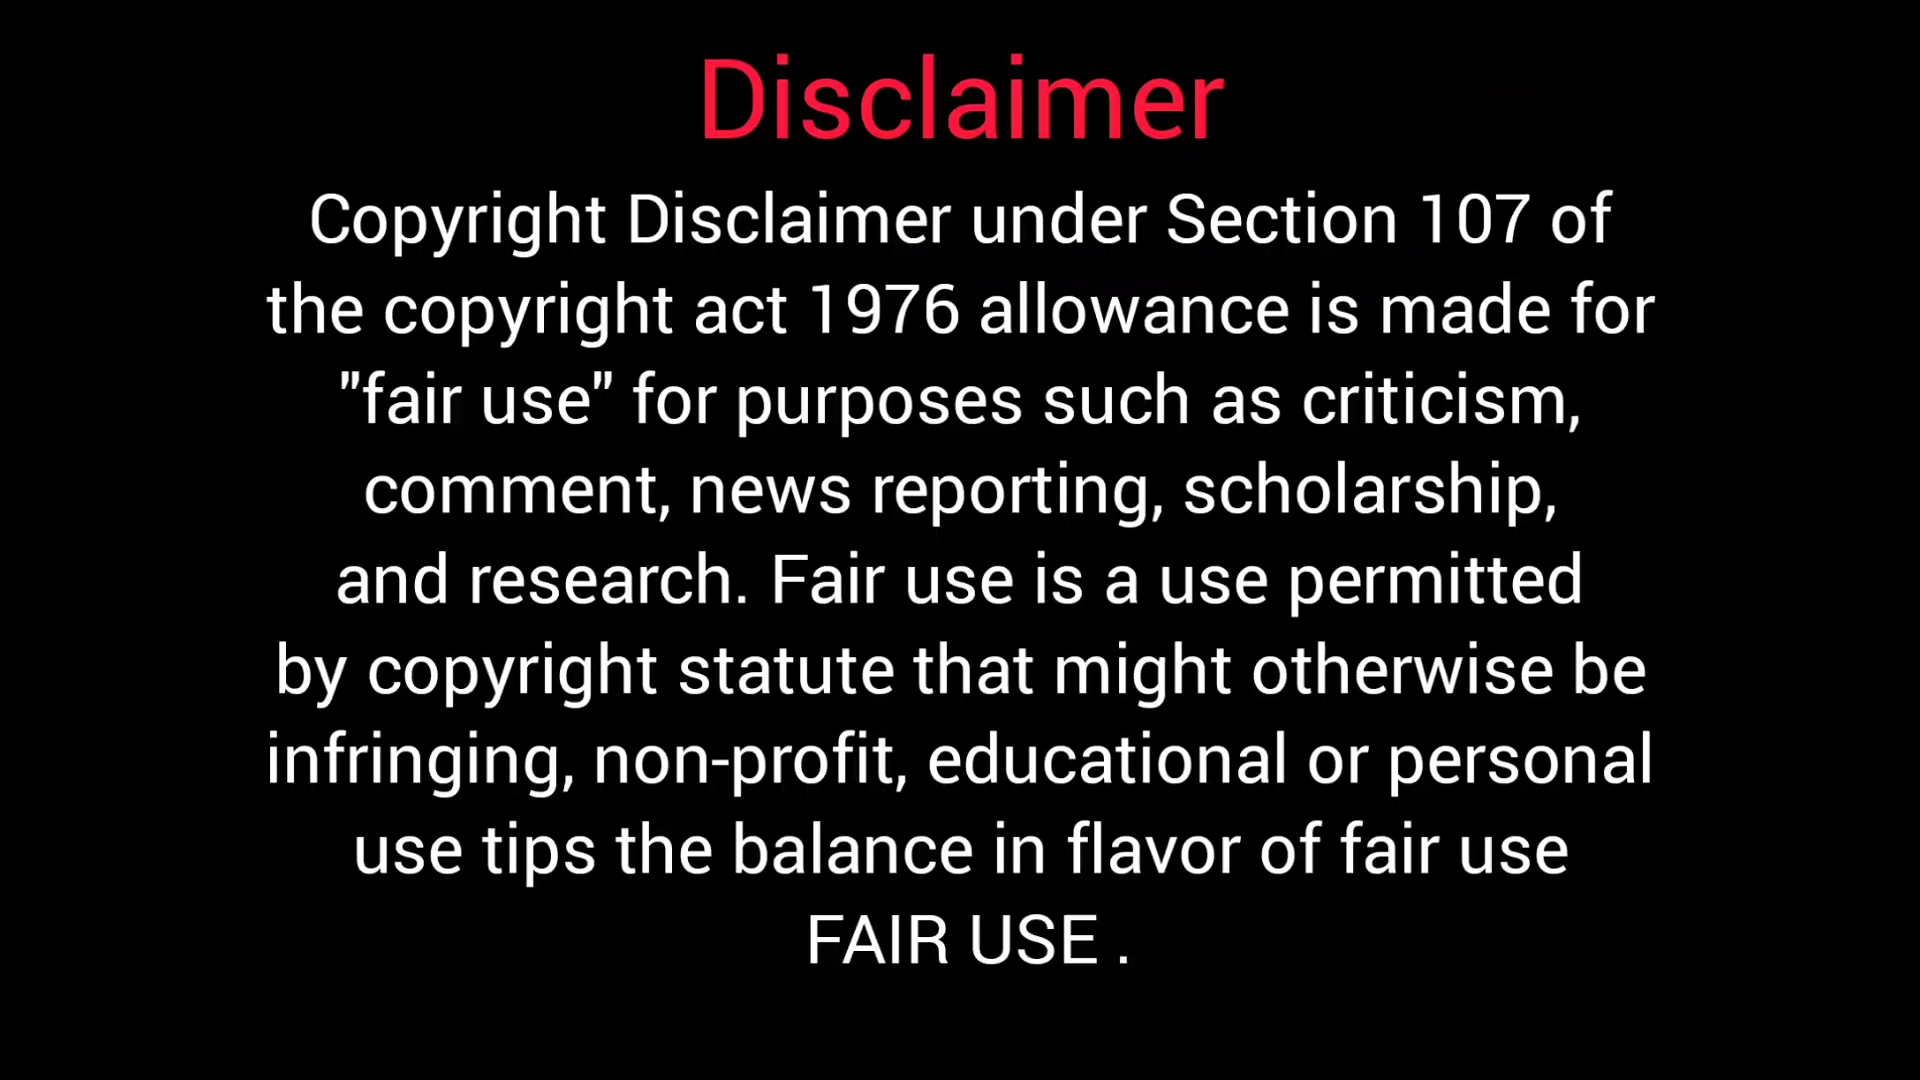 Disclaimer
Copyright Disclaimer under Section 107 of
the copyright act 1976 allowance is made for
"fair use" for purposes such as criticism,
comment, news reporting, scholarship,
and research. Fair use is a use permitted
by copyright statute that might otherwise be
infringing, non-profit, educational or personal
use tips the balance in flavor of fair use
FAIR USE .